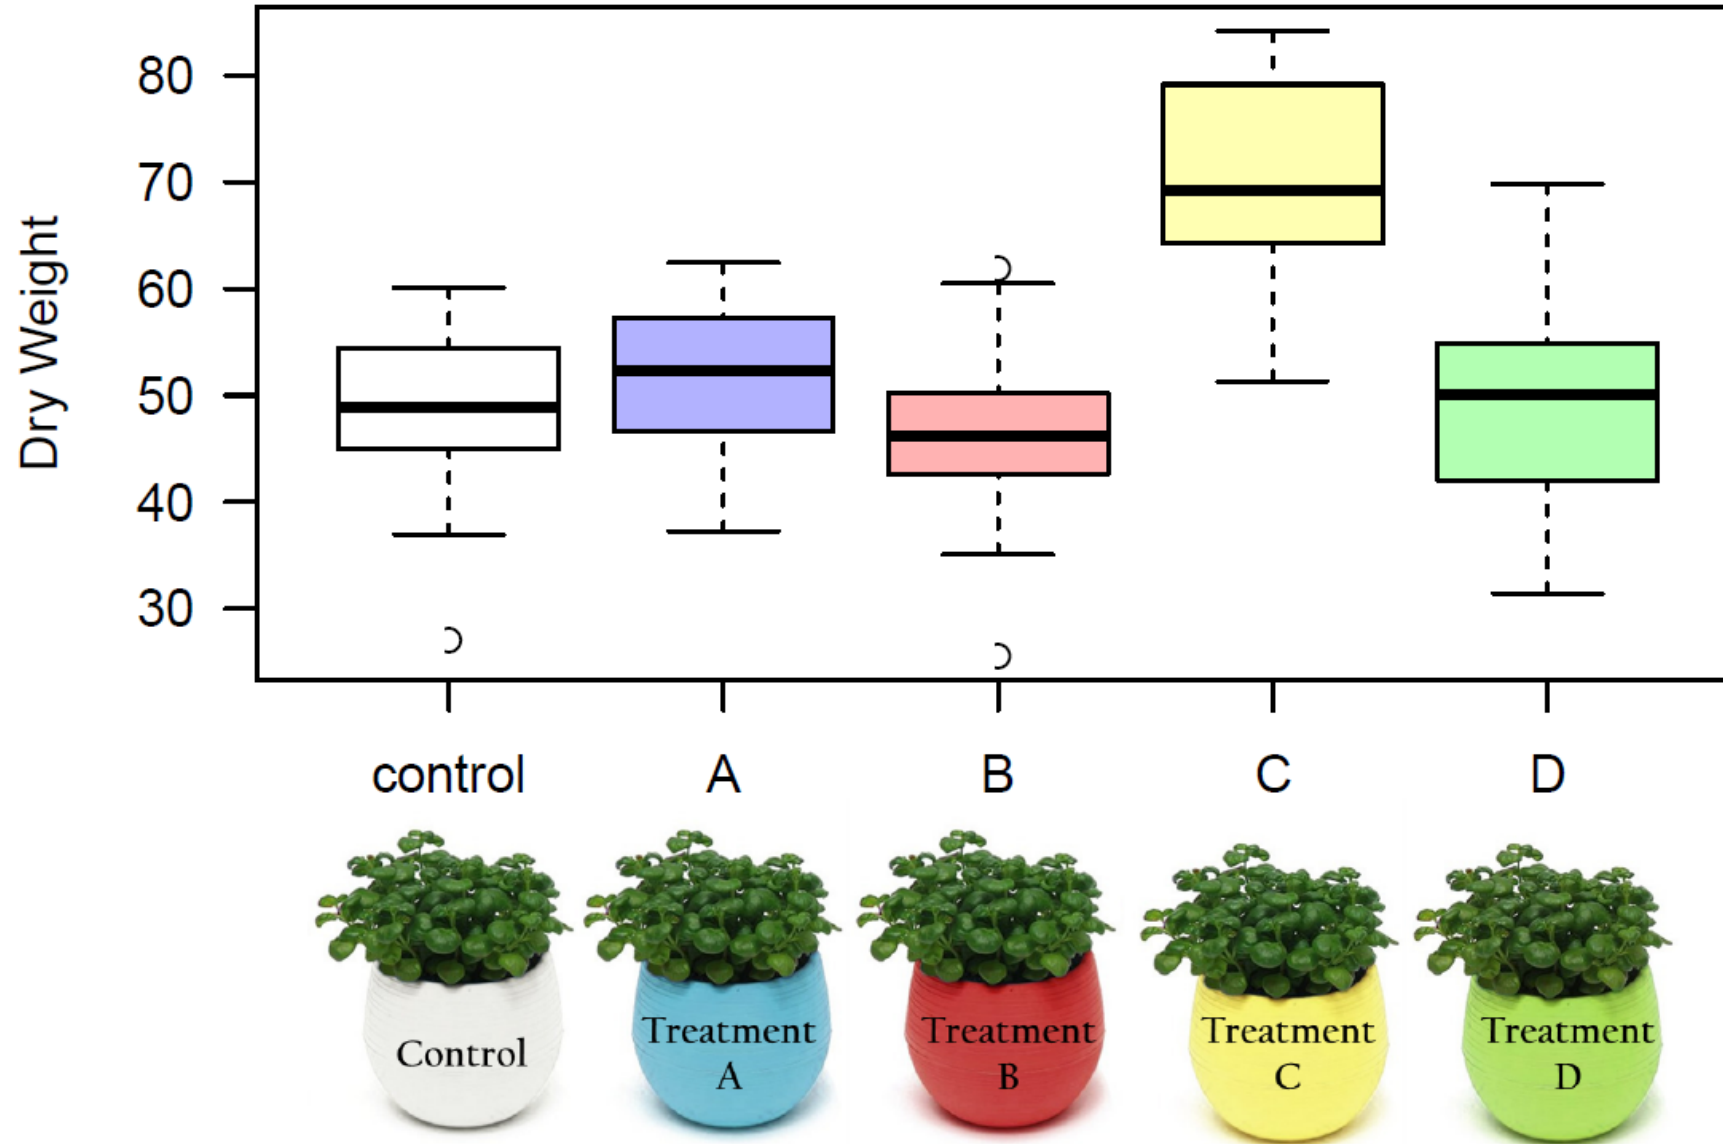 Dry Weight
80
70
60
50
40
30
control A B C D
Control
Treatment A
Treatment B
Treatment C
Treatment D